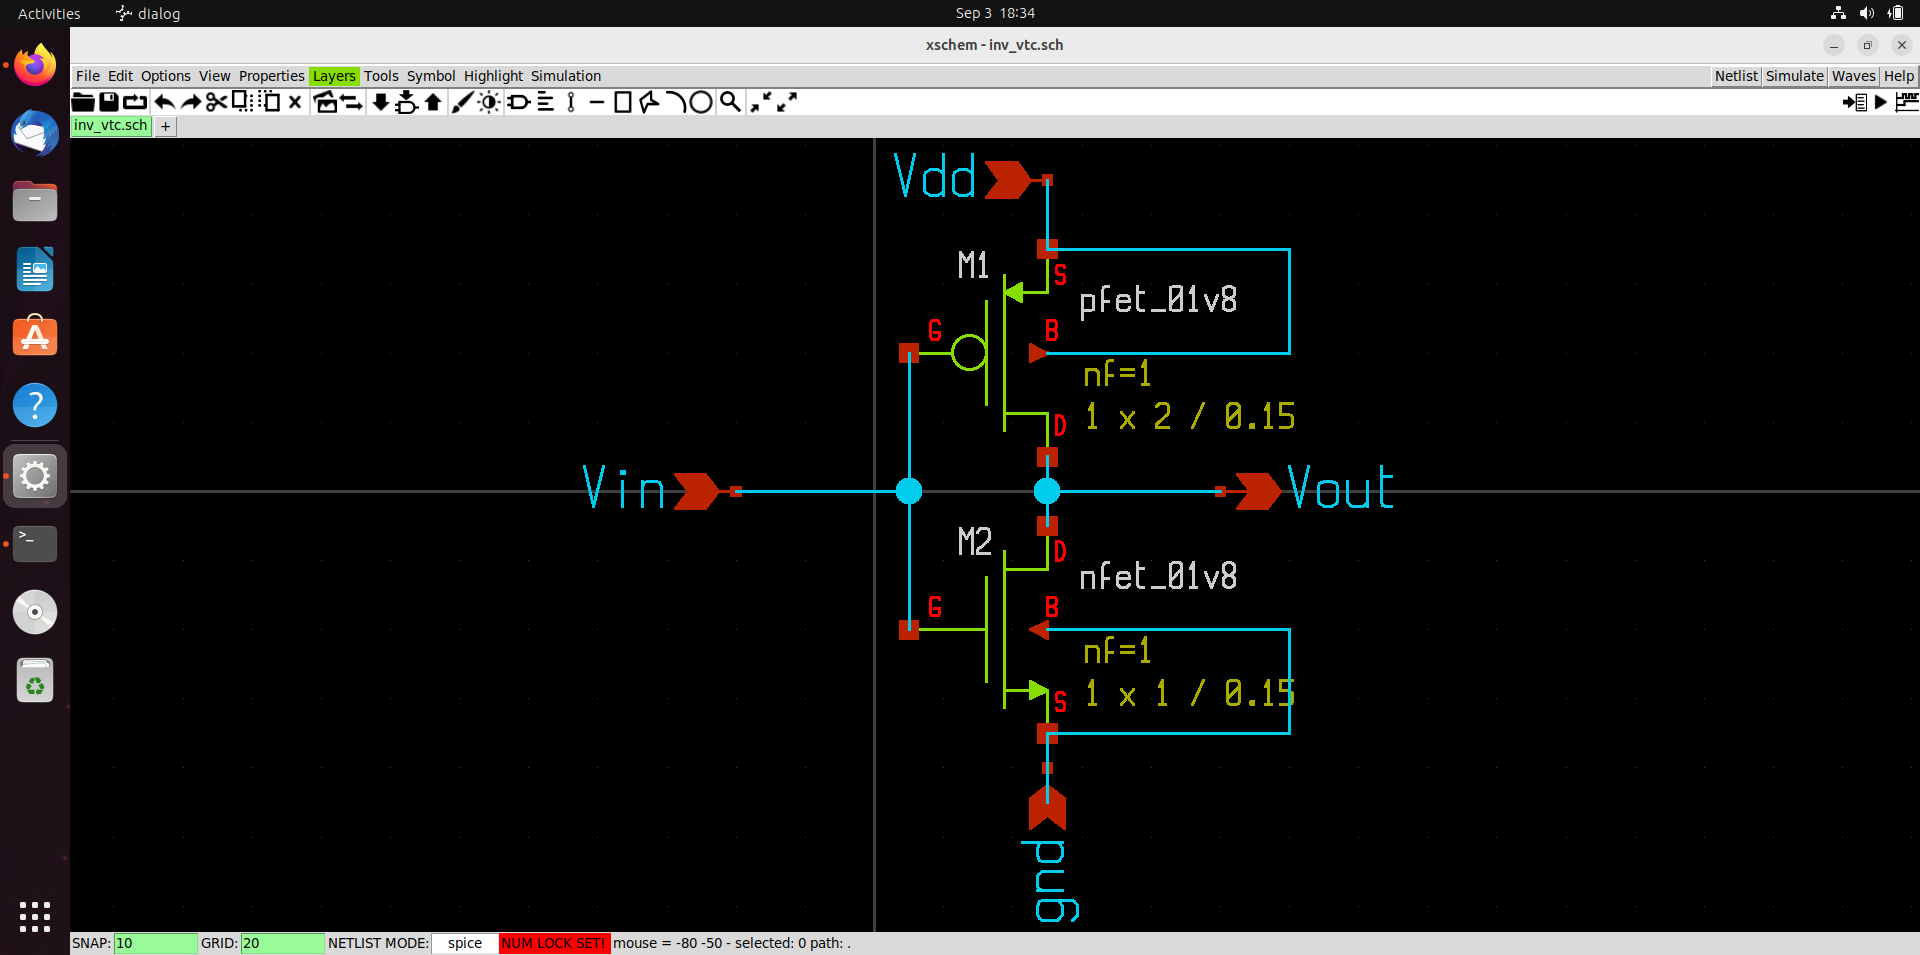 Activities
dialog
Sep 3 18:34
xschem - inv_vtc.sch
File Edit Options View Properties Layers Tools Symbol Highlight Simulation
Netlist Simulate Waves Help
inv_vtc.sch +
Vdd
M1
S
pfet_01v8
G
B
nf=1
1 x 2 / 0.15
D
Vin
Vout
M2
D
nfet_01v8
G
B
nf=1
1 x 1 / 0.15
S
gnd
SNAP: 10 GRID: 20 NETLIST MODE: spice NUM LOCK SET! mouse = -80 -50 - selected: 0 path: .